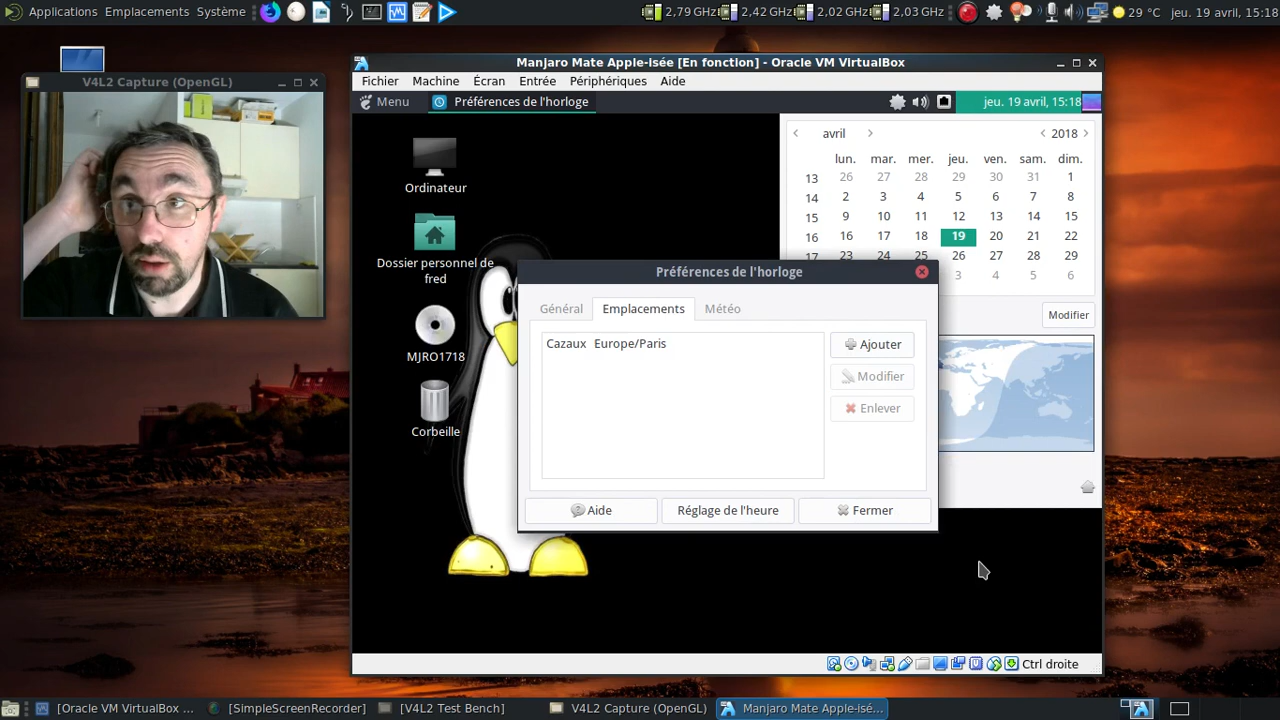 Applications Emplacements Système
2,79 GHz 2,42 GHz 2,02 GHz 2,03 GHz
29 °C jeu. 19 avril, 15:18
V4L2 Capture (OpenGL)
Manjaro Mate Apple-isée [En fonction] - Oracle VM VirtualBox
Fichier Machine Écran Entrée Périphériques Aide
Menu Préférences de l'horloge jeu. 19 avril, 15:18
avril 2018
lun. mar. mer. jeu. ven. sam. dim.
13 26 27 28 29 30 31 1
14 2 3 4 5 6 7 8
15 9 10 11 12 13 14 15
16 16 17 18 19 20 21 22
17 23 24 25 26 27 28 29
3 4 5 6
Modifier
Ordinateur
Dossier personnel de
fred
MJRO1718
Corbeille
Préférences de l'horloge
Général Emplacements Météo
Cazaux Europe/Paris
Ajouter
Modifier
Enlever
Aide Réglage de l'heure Fermer
Ctrl droite
[Oracle VM VirtualBox ... [SimpleScreenRecorder] [V4L2 Test Bench] V4L2 Capture (OpenGL) Manjaro Mate Apple-isé...